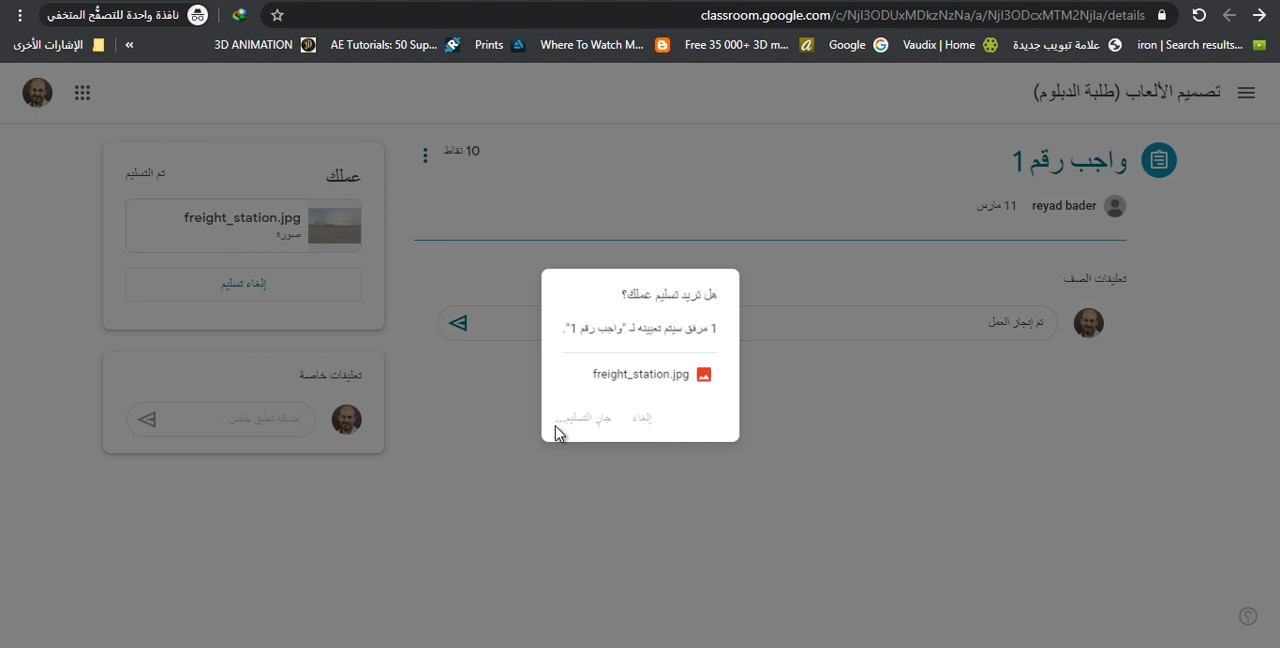 نافذة واحدة للتصفّح المتخفي
classroom.google.com/c/NjI3ODUxMDkzNzNa/a/NjI3ODcxMTM2NjIa/details
iron | Search results...
علامة تبويب جديدة
Vaudix | Home
Google
Free 35 000+ 3D m...
Where To Watch M...
Prints
AE Tutorials: 50 Sup...
3D ANIMATION
»
الإشارات الأخرى
تصميم الألعاب (طلبة الدبلوم)
واجب رقم 1
10 نقاط
reyad bader
11 مارس
تعليقات الصف
تم إنجاز العمل
عملك
تم التسليم
freight_station.jpg
صورة
إلغاء تسليم
تعليقات خاصة
إضافة تعليق خاص...
هل تريد تسليم عملك؟
1 مرفق سيتم تعيينه لـ "واجب رقم 1".
freight_station.jpg
إلغاء
جارٍ التسليم...